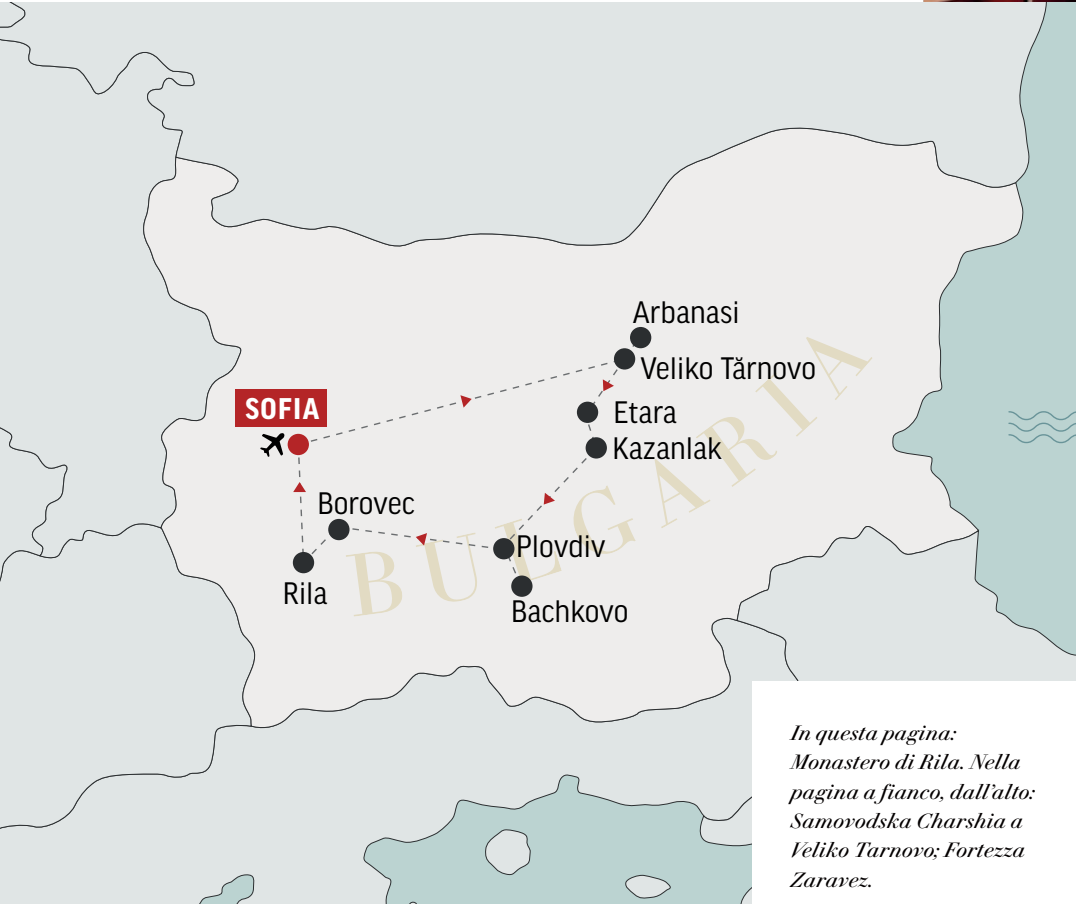 Arbanasi
Veliko Tărnovo
SOFIA
Etara
Kazanlak
Borovec
Plovdiv
Rila
Bachkovo
BULGARIA
In questa pagina:
Monastero di Rila. Nella
pagina a fianco, dall'alto:
Samovodska Charshia a
Veliko Tarnovo; Fortezza
Zaravez.